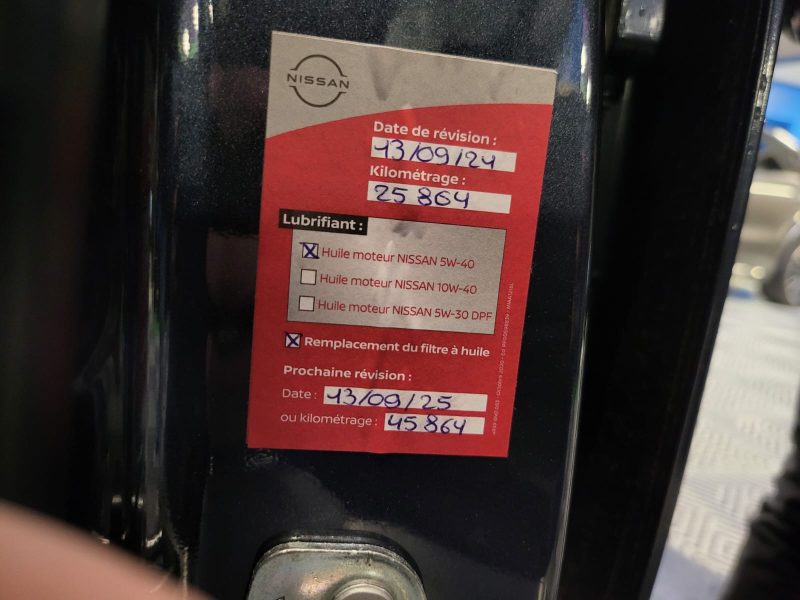 NISSAN
Date de révision :
13/09/24
Kilométrage :
25 864
Lubrifiant :
Huile moteur NISSAN 5W-40
Huile moteur NISSAN 10W-40
Huile moteur NISSAN 5W-30 DPF
Remplacement du filtre à huile
Prochaine révision :
Date : 13/09/25
ou kilométrage : 45 864